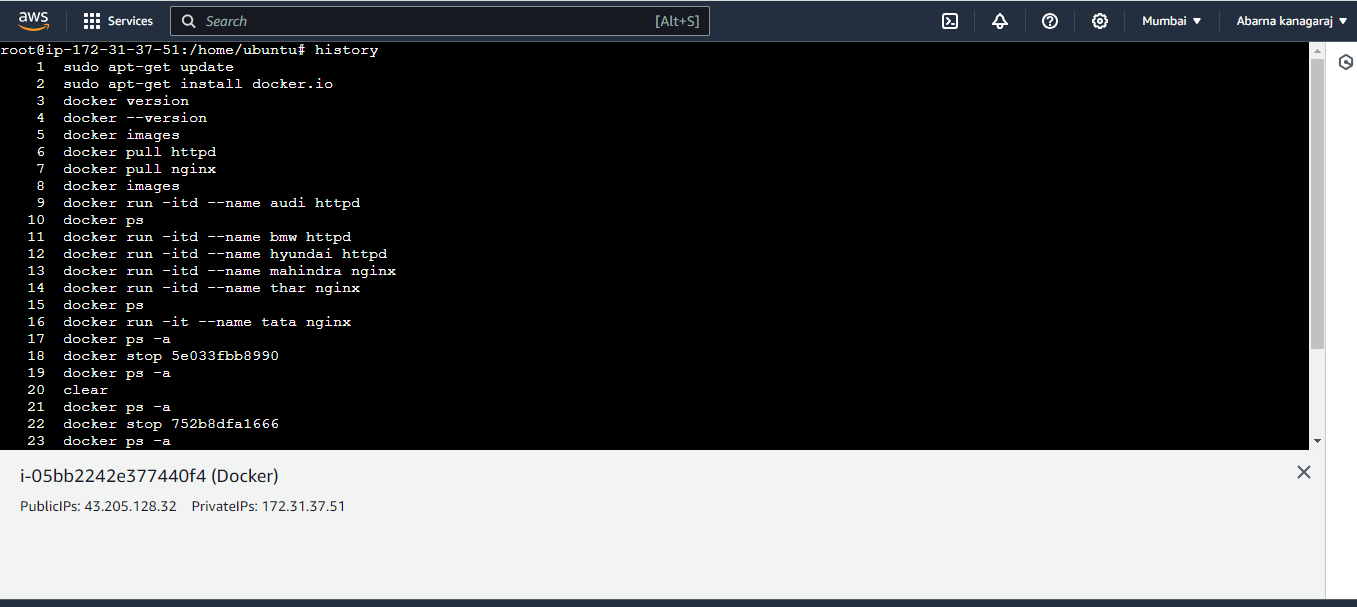 aws Services Search [Alt+S] Mumbai Abarna kanagaraj
root@ip-172-31-37-51:/home/ubuntu# history
1 sudo apt-get update
2 sudo apt-get install docker.io
3 docker version
4 docker --version
5 docker images
6 docker pull httpd
7 docker pull nginx
8 docker images
9 docker run -itd --name audi httpd
10 docker ps
11 docker run -itd --name bmw httpd
12 docker run -itd --name hyundai httpd
13 docker run -itd --name mahindra nginx
14 docker run -itd --name thar nginx
15 docker ps
16 docker run -it --name tata nginx
17 docker ps -a
18 docker stop 5e033fbb8990
19 docker ps -a
20 clear
21 docker ps -a
22 docker stop 752b8dfa1666
23 docker ps -a
i-05bb2242e377440f4 (Docker)
PublicIPs: 43.205.128.32 PrivateIPs: 172.31.37.51